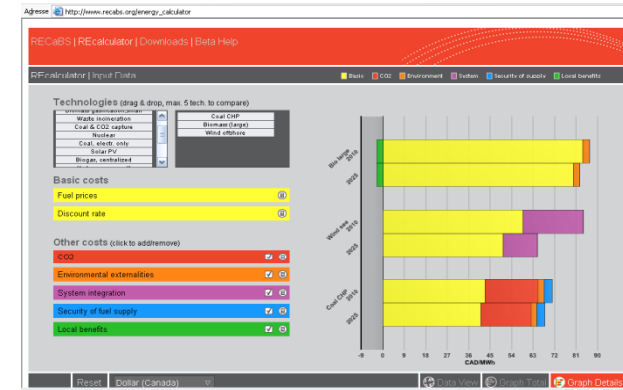 Adresse http://www.recabs.org/energy_calculator
RECaBS | REcalculator | Downloads | Beta Help
REcalculator | Input Data
Basic CO2 Environment System Security of supply Local benefits
Technologies (drag & drop, max. 5 tech. to compare)
Biomass gasification,small
Waste incineration
Coal & CO2 capture
Nuclear
Coal, electr, only
Solar PV
Biogas, centralized
Coal CHP
Biomass (large)
Wind offshore
Basic costs
Fuel prices
Discount rate
Other costs (click to add/remove)
CO2
Environmental externalities
System integration
Security of fuel supply
Local benefits
Bio large 2010
2025
Wind sea 2010
2025
Coal CHP 2010
2025
-9 0 9 18 27 36 45 54 63 72 81 90
CAD/MWh
Reset Dollar (Canada) Data View Graph Total Graph Details